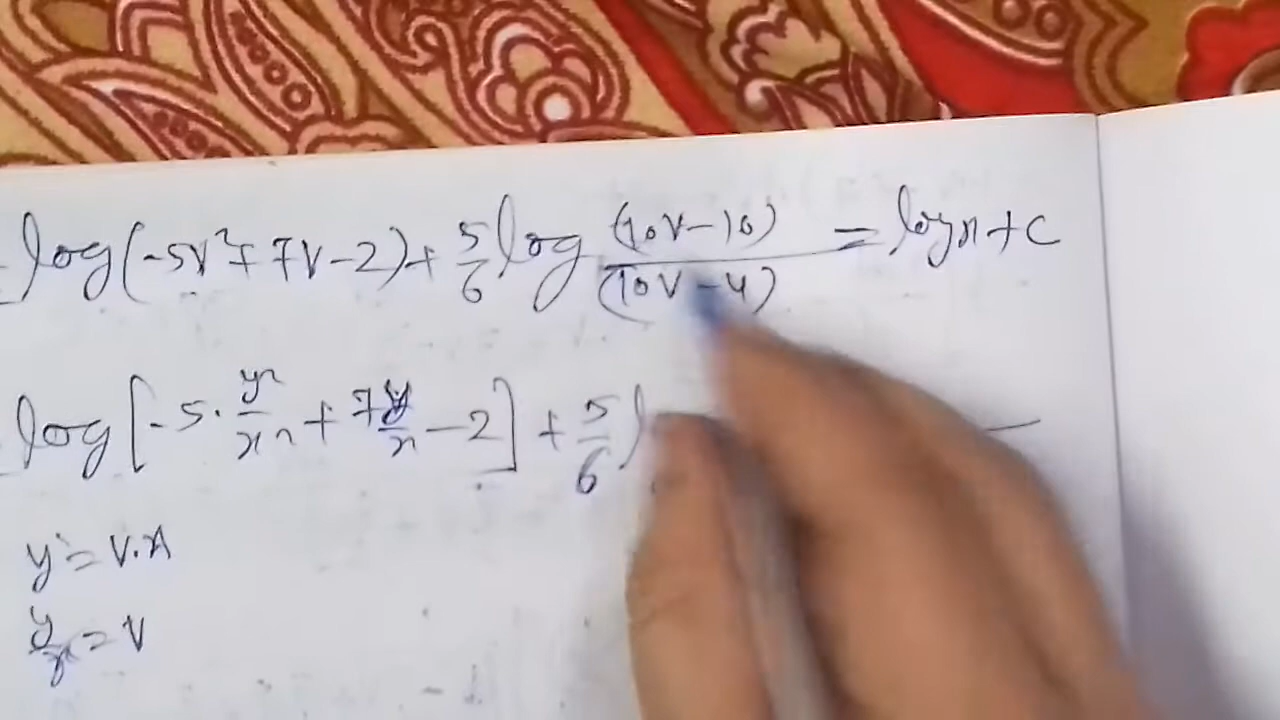 - log(-5v²+7v-2)+ 5/6 log (10v-10)/(10v-4) = log x + c
- log[-5. y²/x² + 7y/x -2] + 5/6 l
y = v.x
y/x = v